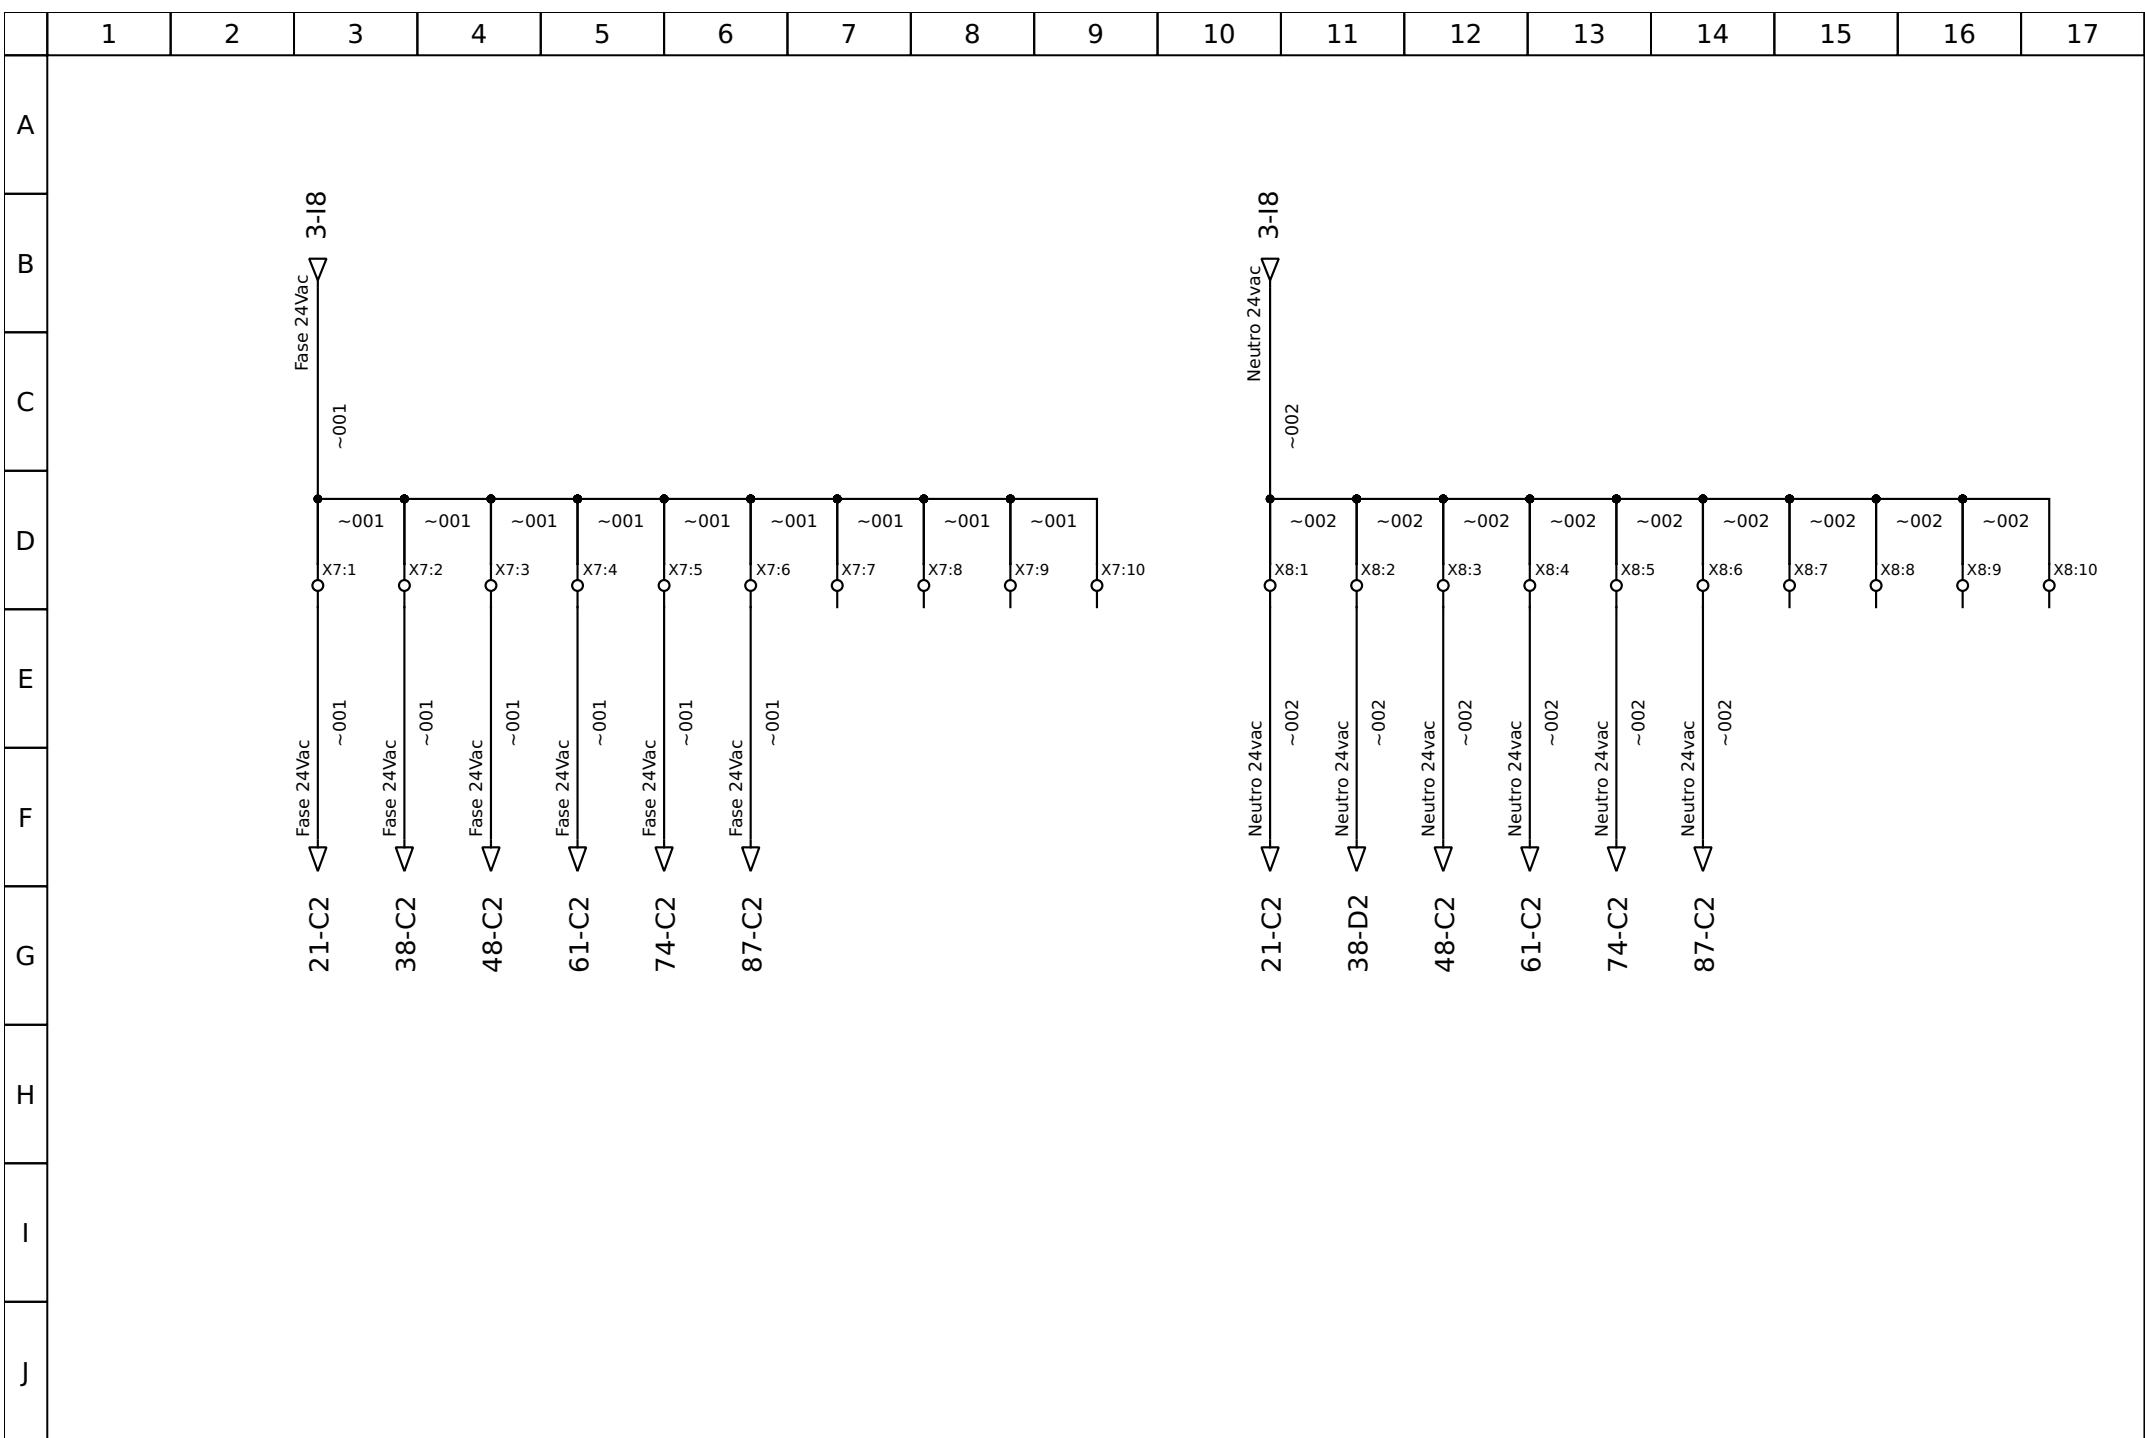 1 2 3 4 5 6 7 8 9 10 11 12 13 14 15 16 17
A
B
C
D
E
F
G
H
I
J
3-I8
Fase 24Vac
~001
~001 ~001 ~001 ~001 ~001 ~001 ~001 ~001 ~001
X7:1 X7:2 X7:3 X7:4 X7:5 X7:6 X7:7 X7:8 X7:9 X7:10
~001 ~001 ~001 ~001 ~001 ~001
Fase 24Vac Fase 24Vac Fase 24Vac Fase 24Vac Fase 24Vac Fase 24Vac
21-C2 38-C2 48-C2 61-C2 74-C2 87-C2
3-I8
Neutro 24vac
~002
~002 ~002 ~002 ~002 ~002 ~002 ~002 ~002 ~002
X8:1 X8:2 X8:3 X8:4 X8:5 X8:6 X8:7 X8:8 X8:9 X8:10
~002 ~002 ~002 ~002 ~002 ~002
Neutro 24vac Neutro 24vac Neutro 24vac Neutro 24vac Neutro 24vac Neutro 24vac
21-C2 38-D2 48-C2 61-C2 74-C2 87-C2